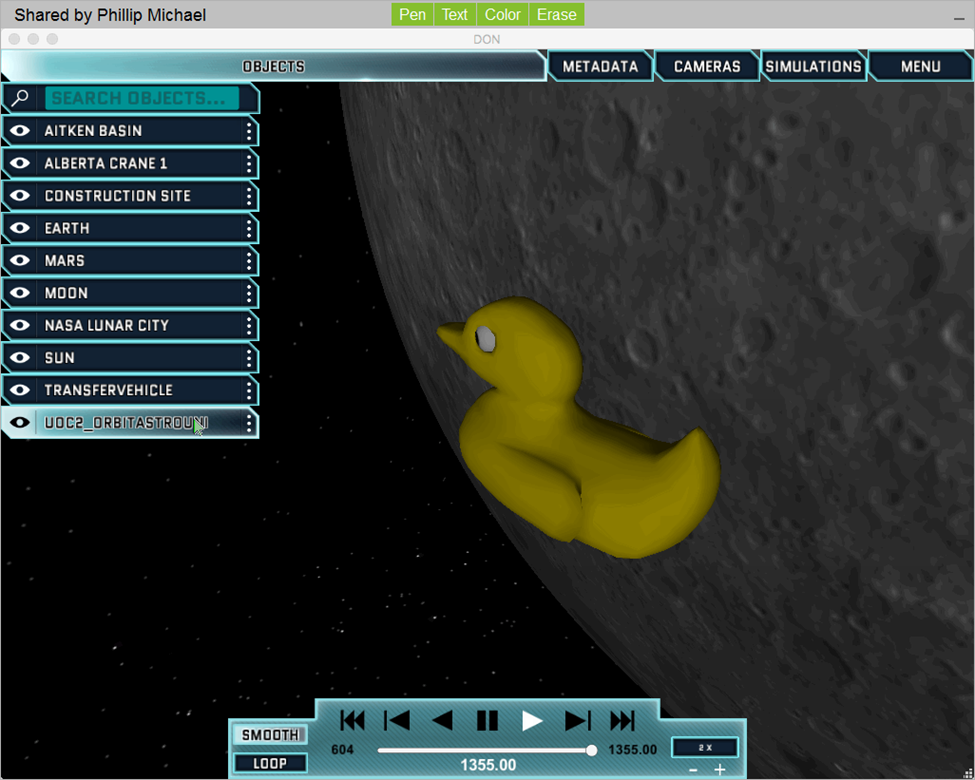 Shared by Phillip Michael
Pen Text Color Erase
DON
OBJECTS METADATA CAMERAS SIMULATIONS MENU
SEARCH OBJECTS...
AITKEN BASIN
ALBERTA CRANE 1
CONSTRUCTION SITE
EARTH
MARS
MOON
NASA LUNAR CITY
SUN
TRANSFERVEHICLE
SMOOTH
LOOP
604
1355.00
1355.00
2 X